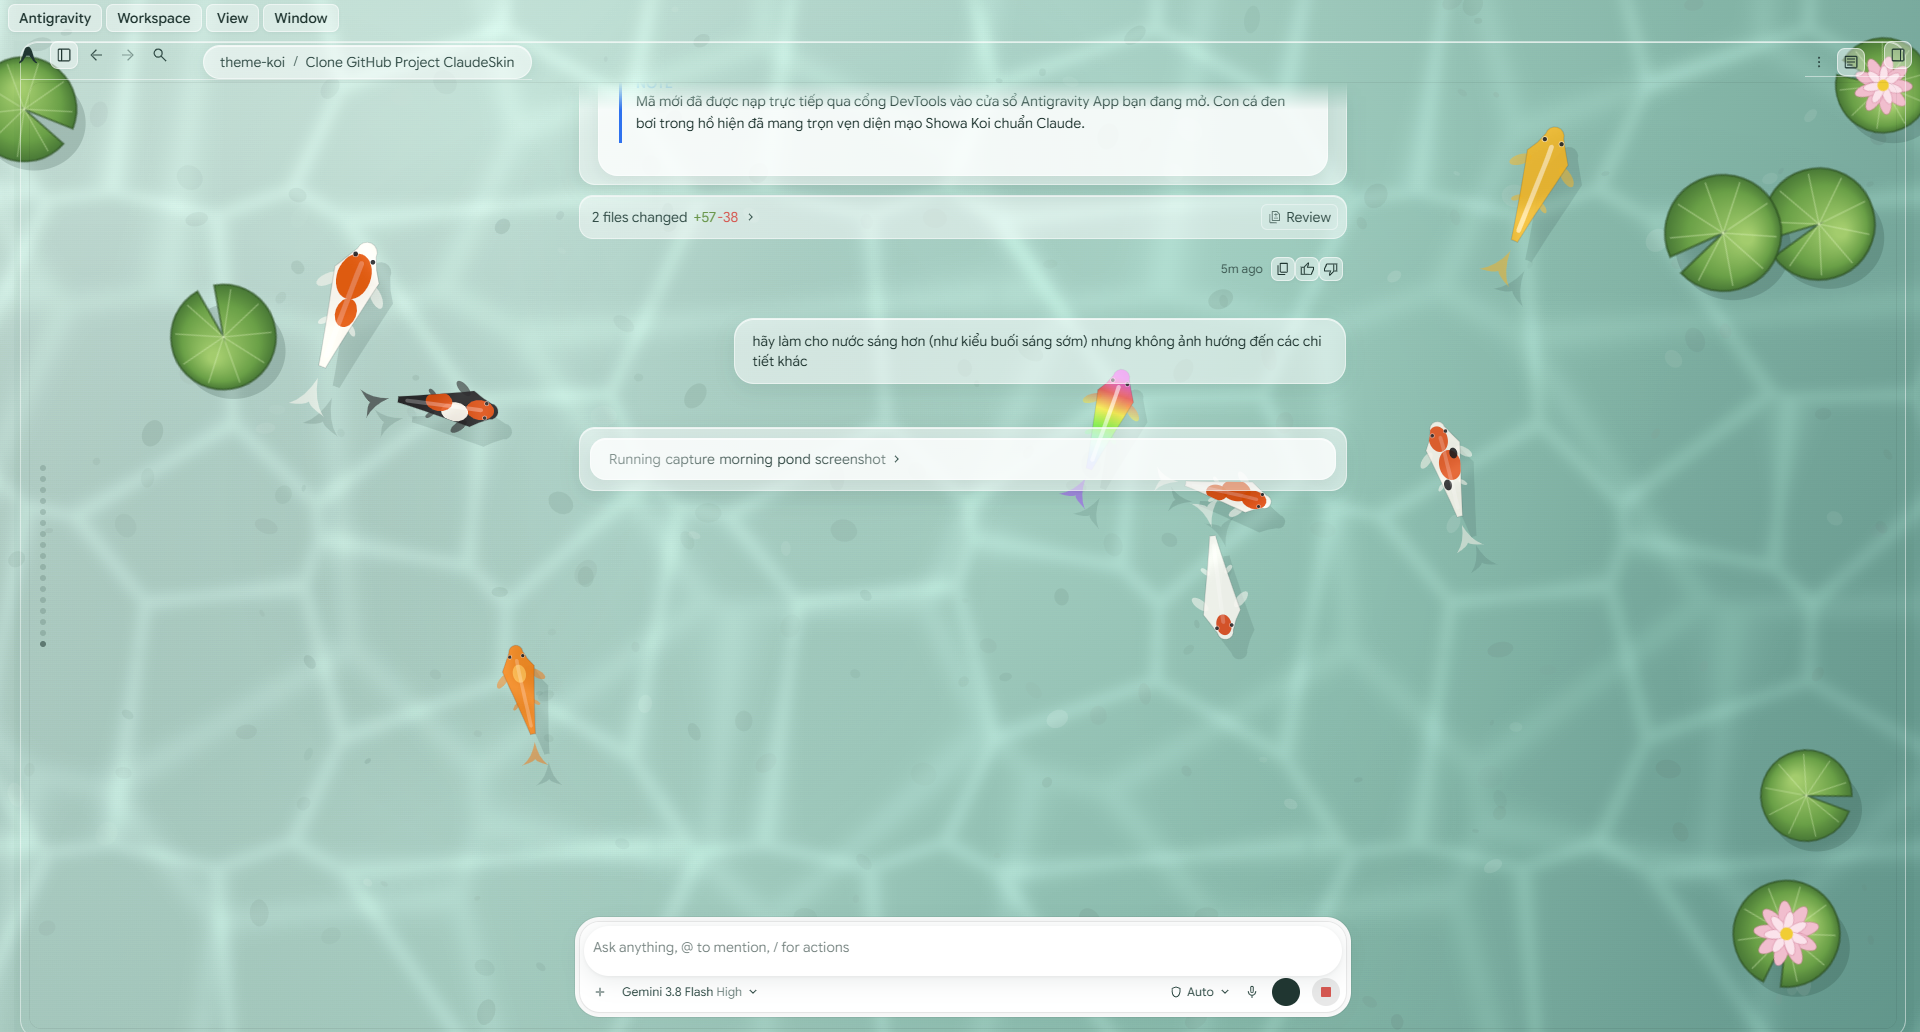 Antigravity
Workspace
View
Window
theme-koi / Clone GitHub Project ClaudeSkin
Mã mới đã được nạp trực tiếp qua cổng DevTools vào cửa sổ Antigravity App bạn đang mở. Con cá đen
bơi trong hồ hiện đã mang trọn vẹn diện mạo Showa Koi chuẩn Claude.
2 files changed +57-38
Review
5m ago
hãy làm cho nước sáng hơn (như kiểu buổi sáng sớm) nhưng không ảnh hướng đến các chi
tiết khác
Running capture morning pond screenshot
Ask anything, @ to mention, / for actions
Gemini 3.8 Flash High
Auto